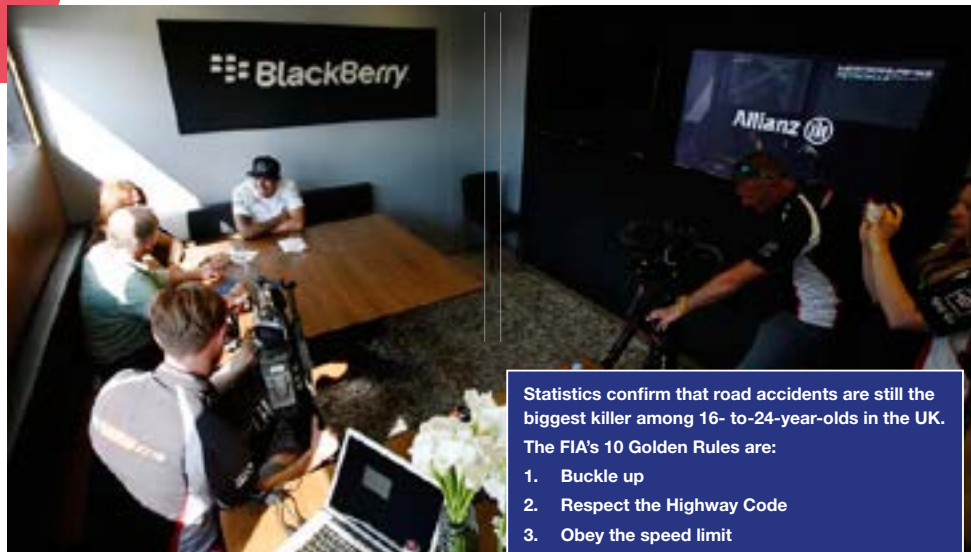 BlackBerry
Allianz
Statistics confirm that road accidents are still the
biggest killer among 16- to-24-year-olds in the UK.
The FIA's 10 Golden Rules are:
1. Buckle up
2. Respect the Highway Code
3. Obey the speed limit